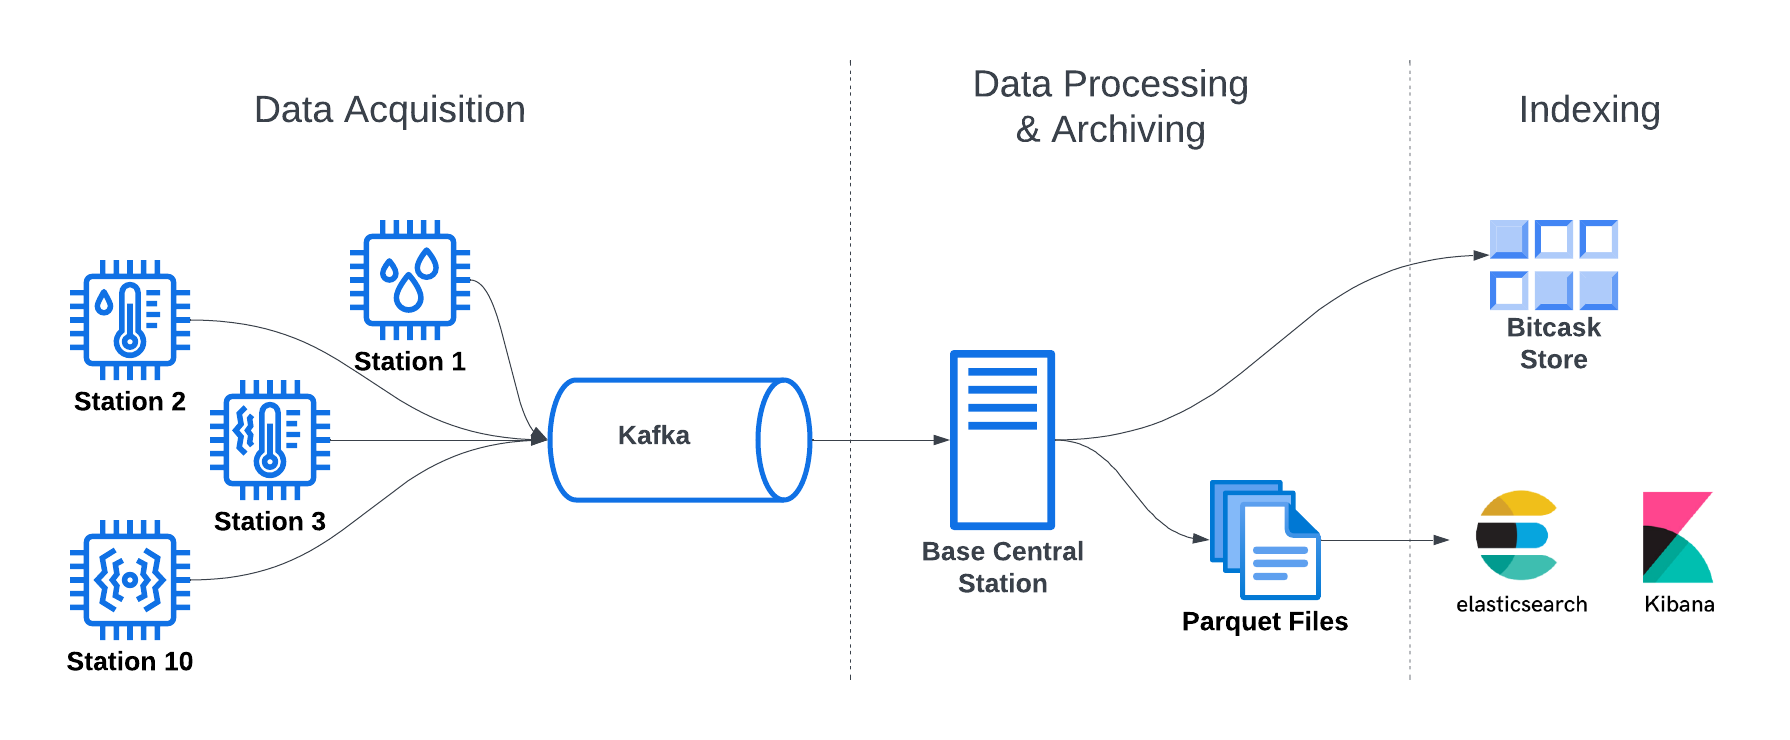 Data Acquisition
Data Processing
& Archiving
Indexing
Station 1
Station 2
Station 3
Station 10
Kafka
Base Central
Station
Parquet Files
Bitcask
Store
elasticsearch
Kibana